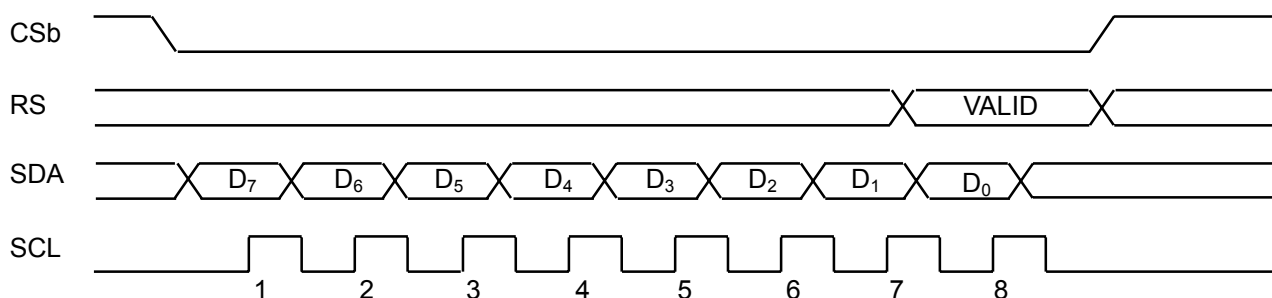 CSb
RS VALID
SDA D₇ D₆ D₅ D₄ D₃ D₂ D₁ D₀
SCL
1 2 3 4 5 6 7 8